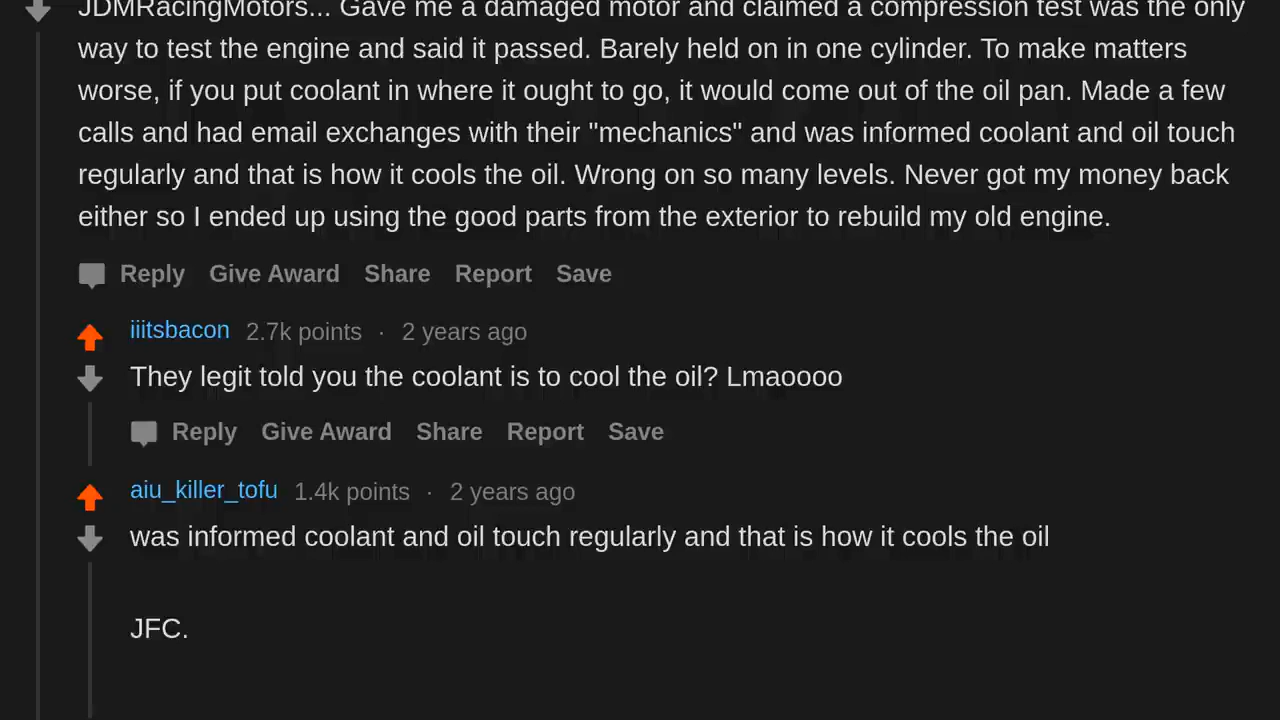 JDMRacingMotors... Gave me a damaged motor and claimed a compression test was the only
way to test the engine and said it passed. Barely held on in one cylinder. To make matters
worse, if you put coolant in where it ought to go, it would come out of the oil pan. Made a few
calls and had email exchanges with their "mechanics" and was informed coolant and oil touch
regularly and that is how it cools the oil. Wrong on so many levels. Never got my money back
either so I ended up using the good parts from the exterior to rebuild my old engine.
Reply Give Award Share Report Save
iiitsbacon 2.7k points · 2 years ago
They legit told you the coolant is to cool the oil? Lmaoooo
Reply Give Award Share Report Save
aiu_killer_tofu 1.4k points · 2 years ago
was informed coolant and oil touch regularly and that is how it cools the oil
JFC.